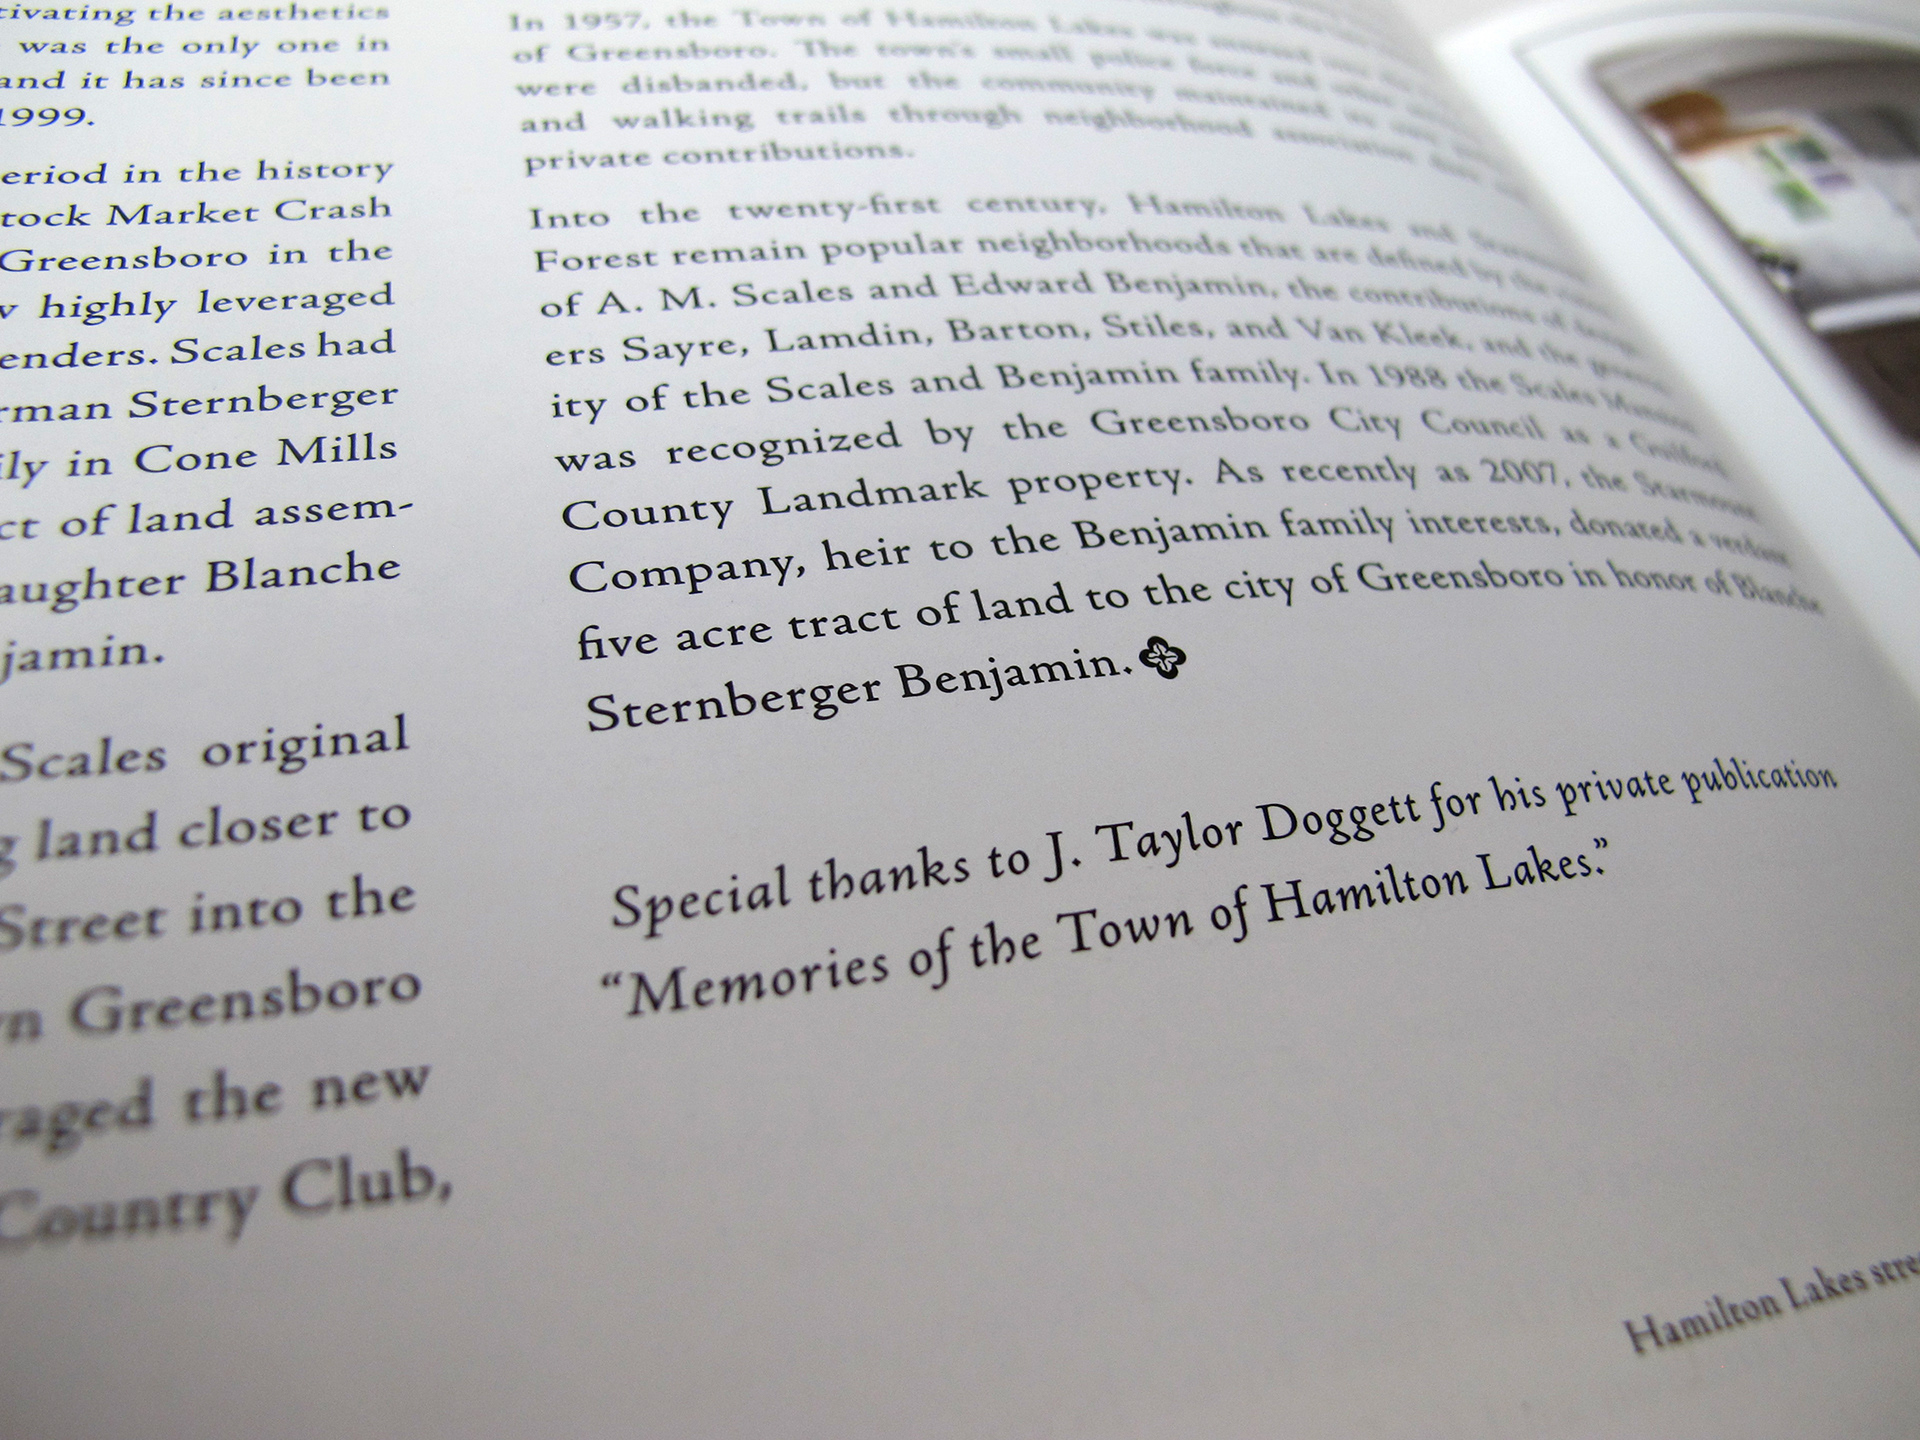 tivating the aesthetics
was the only one in
and it has since been
1999.
eriod in the history
tock Market Crash
Greensboro in the
w highly leveraged
enders. Scales had
rman Sternberger
ily in Cone Mills
ct of land assem-
aughter Blanche
jamin.
Scales original
g land closer to
Street into the
n Greensboro
raged the new
Country Club,
In 1957, the Town of Hamilton Lakes was
of Greensboro. The town's small police force and
were disbanded, but the community maintained
and walking trails through neighborhood association
private contributions.
Into the twenty-first century, Hamilton Lakes and
Forest remain popular neighborhoods that are defined by the
of A. M. Scales and Edward Benjamin, the contributions of
ers Sayre, Lamdin, Barton, Stiles, and Van Kleek, and the
ity of the Scales and Benjamin family. In 1988 the Scales Mansion
was recognized by the Greensboro City Council as a Guilford
County Landmark property. As recently as 2007, the Starmount
Company, heir to the Benjamin family interests, donated a
five acre tract of land to the city of Greensboro in honor of Blanche
Sternberger Benjamin.
Special thanks to J. Taylor Doggett for his private publication
“Memories of the Town of Hamilton Lakes.”
Hamilton Lakes stre